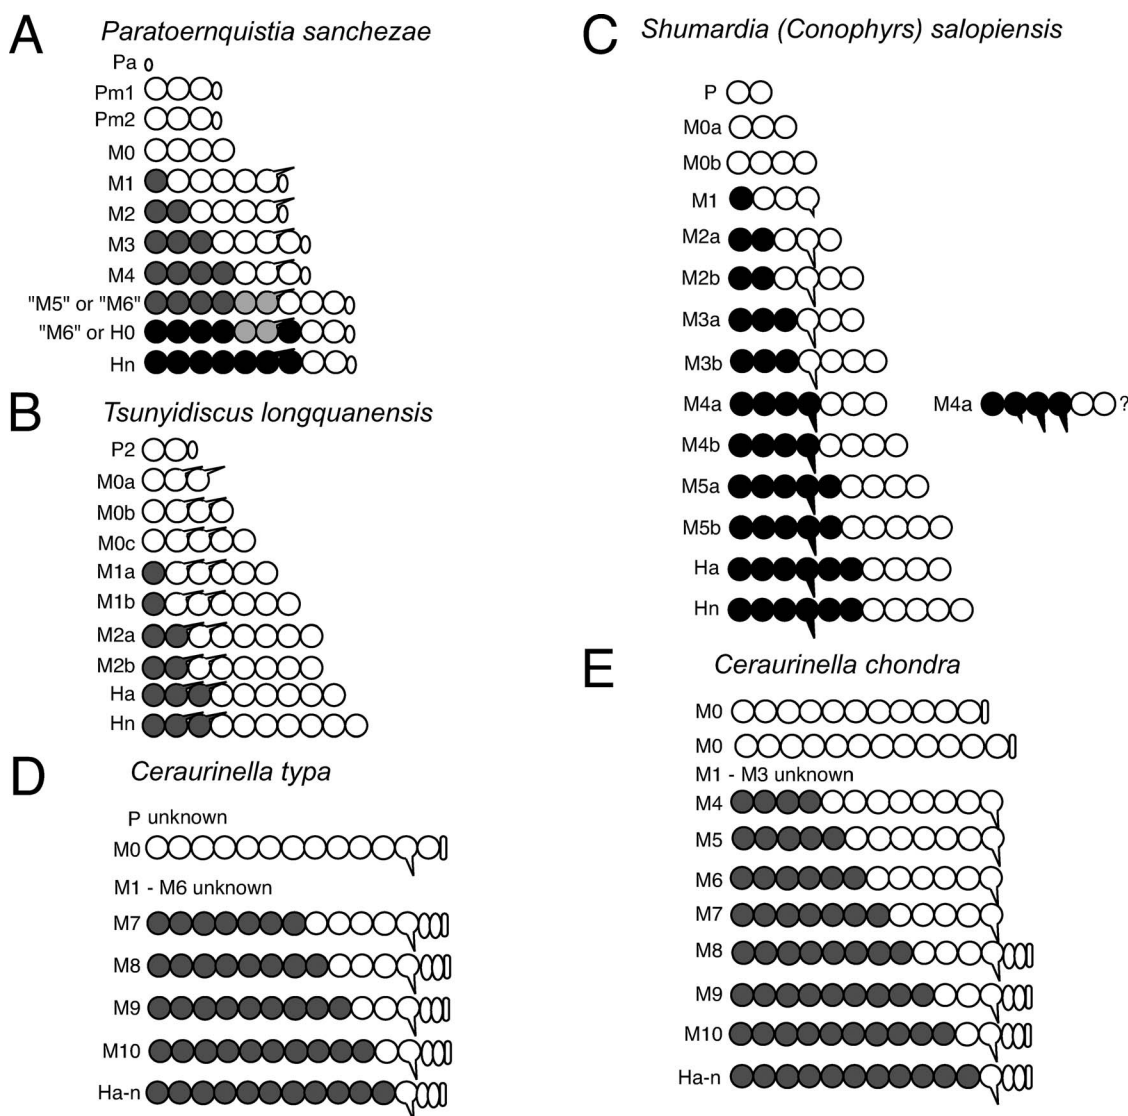 A Paratoernquistia sanchezae
Pa
Pm1
Pm2
M0
M1
M2
M3
M4
"M5" or "M6"
"M6" or H0
Hn
B Tsunyidiscus longquanensis
P2
M0a
M0b
M0c
M1a
M1b
M2a
M2b
Ha
Hn
C Shumardia (Conophyrs) salopiensis
P
M0a
M0b
M1
M2a
M2b
M3a
M3b
M4a
M4a ?
M4b
M5a
M5b
Ha
Hn
D Ceraurinella typa
P unknown
M0
M1 - M6 unknown
M7
M8
M9
M10
Ha-n
E Ceraurinella chondra
M0
M0
M1 - M3 unknown
M4
M5
M6
M7
M8
M9
M10
Ha-n